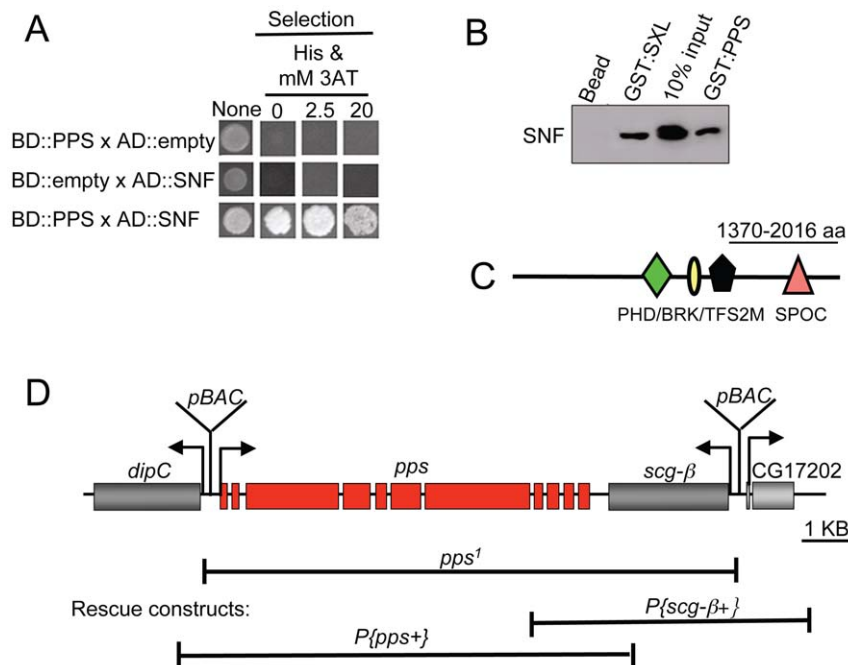 A
Selection
His &
mM 3AT
None 0 2.5 20
BD::PPS x AD::empty
BD::empty x AD::SNF
BD::PPS x AD::SNF
B
Bead
GST:SXL
10% input
GST:PPS
SNF
1370-2016 aa
C
PHD/BRK/TFS2M SPOC
D
pBAC pBAC
dipC pps scg-β CG17202
1 KB
pps¹
Rescue constructs:
P{scg-β+}
P{pps+}